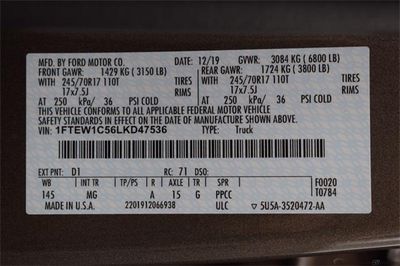 MFD. BY FORD MOTOR CO. 12/19 GVWR: 3084 KG ( 6800 LB)
FRONT GAWR: 1429 KG ( 3150 LB) REAR GAWR: 1724 KG ( 3800 LB)
245/70R17 110T TIRES 245/70R17 110T TIRES
17x7.5J RIMS 17x7.5J RIMS
AT 250 kPa/ 36 PSI COLD AT 250 kPa/ 36 PSI COLD
THIS VEHICLE CONFORMS TO ALL APPLICABLE FEDERAL MOTOR VEHICLE
SAFETY STANDARDS IN EFFECT ON THE DATE OF MANUFACTURE SHOWN ABOVE.
VIN: 1FTEW1C56LKD47536 TYPE: Truck
EXT PNT: D1 RC: 71 DSO:
WB INT TR TP/PS R AXLE TR SPR F0020
145 MG A 15 G PPCC T0784
MADE IN U.S.A. 2201912066938 ULC 5U5A-3520472-AA